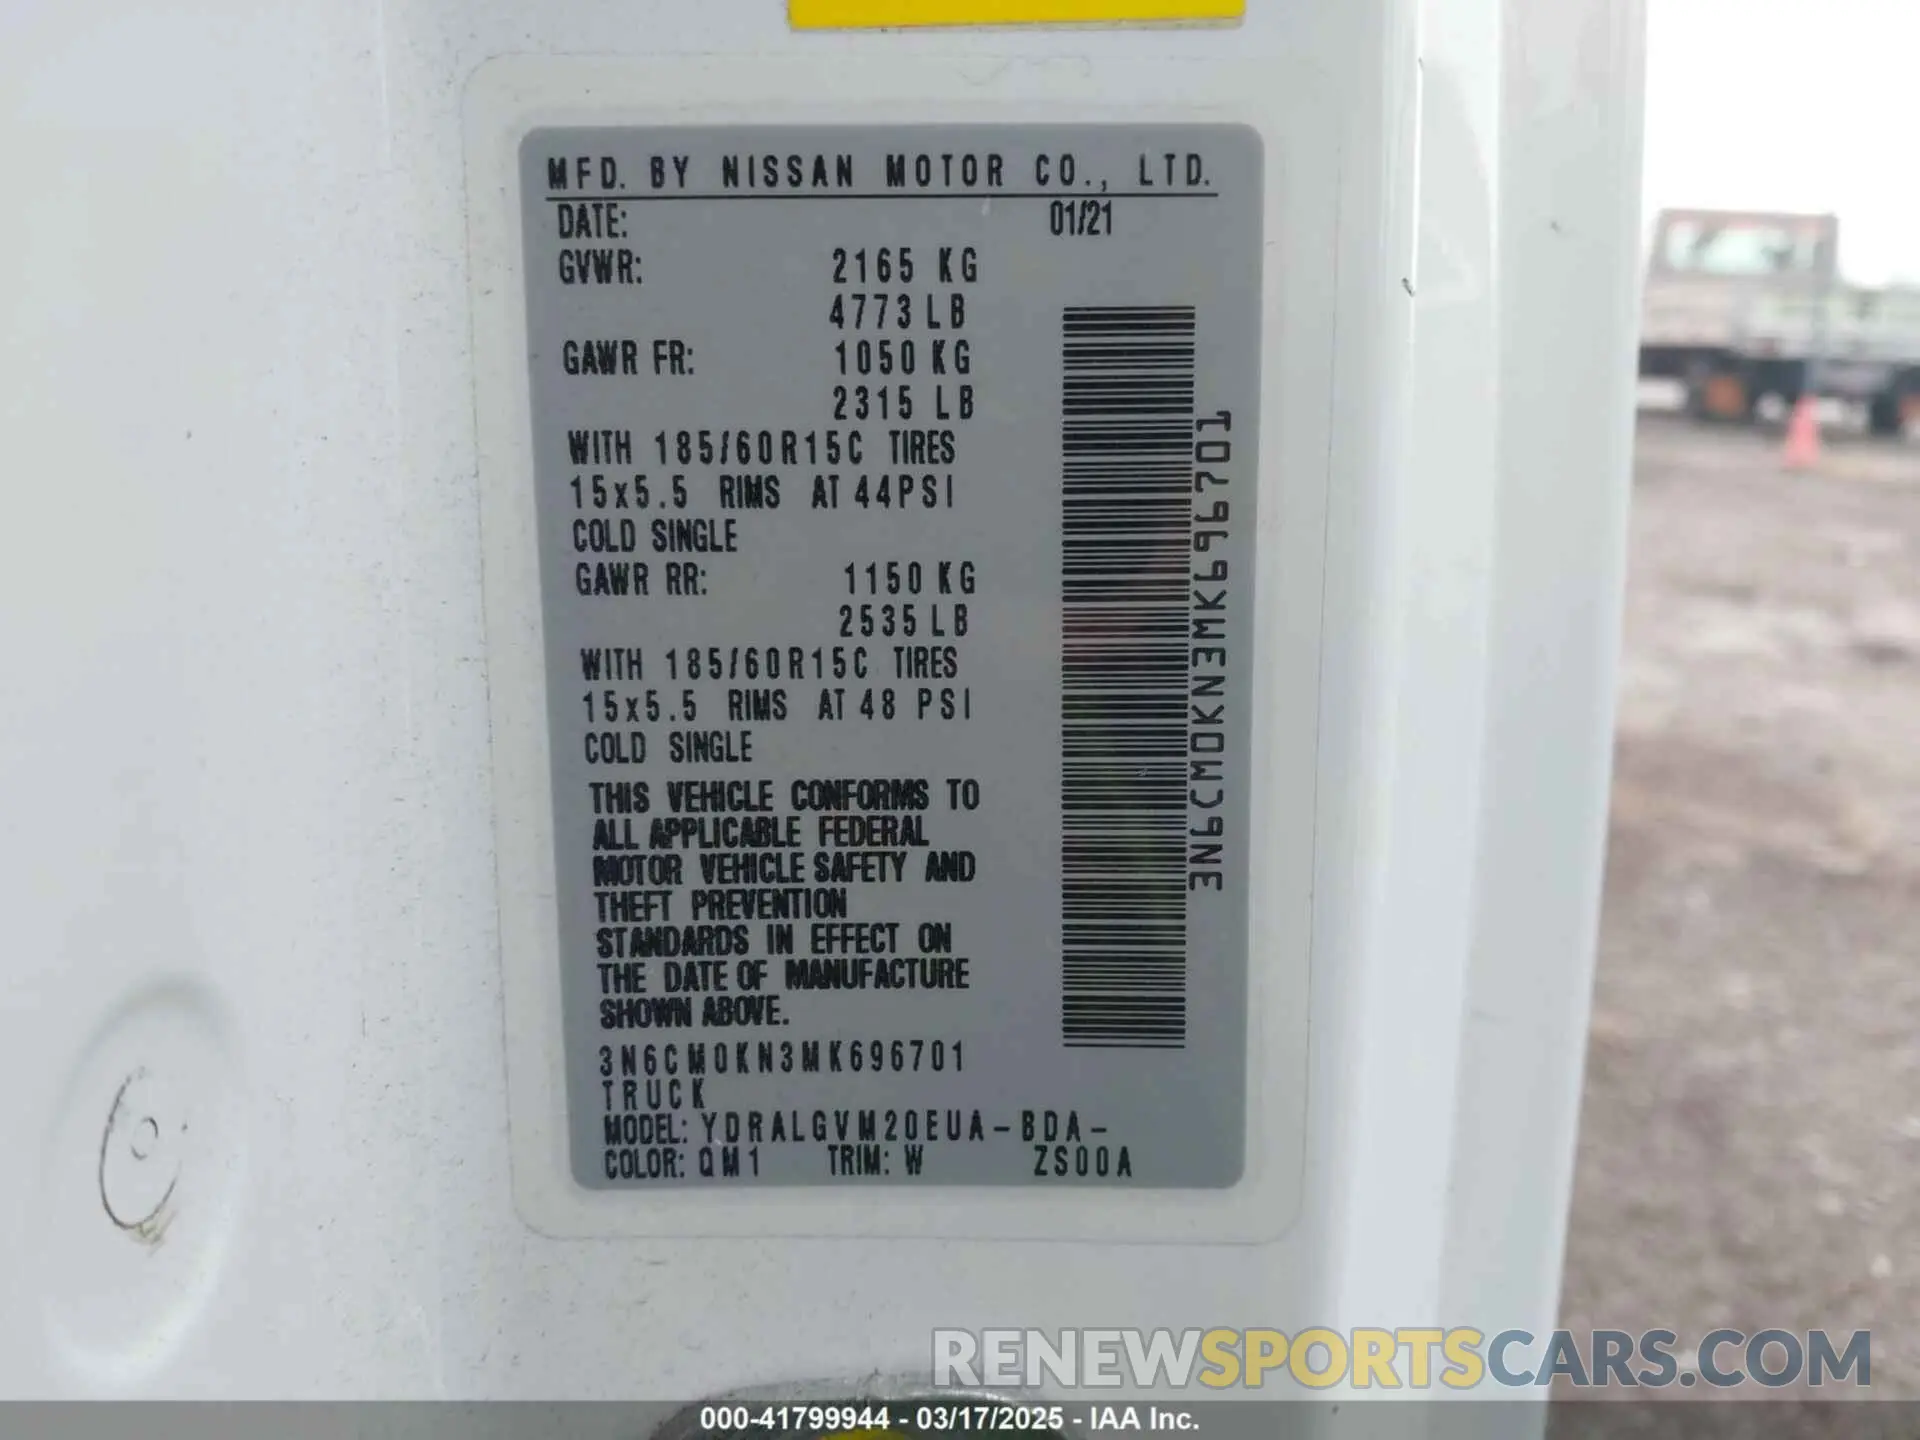 MFD. BY NISSAN MOTOR CO., LTD.
DATE: 01/21
GVWR: 2165 KG
4773 LB
GAWR FR: 1050 KG
2315 LB
WITH 185/60R15C TIRES
15x5.5 RIMS AT 44PSI
COLD SINGLE
GAWR RR: 1150 KG
2535 LB
WITH 185/60R15C TIRES
15x5.5 RIMS AT 48 PSI
COLD SINGLE
THIS VEHICLE CONFORMS TO
ALL APPLICABLE FEDERAL
MOTOR VEHICLE SAFETY AND
THEFT PREVENTION
STANDARDS IN EFFECT ON
THE DATE OF MANUFACTURE
SHOWN ABOVE.
3N6CM0KN3MK696701
TRUCK
MODEL: YDRALGVM20EUA-BDA-
COLOR: QM1 TRIM: W ZS00A
3N6CM0KN3MK696701
RENEWSPORTSCARS.COM
000-41799944 - 03/17/2025 - IAA Inc.